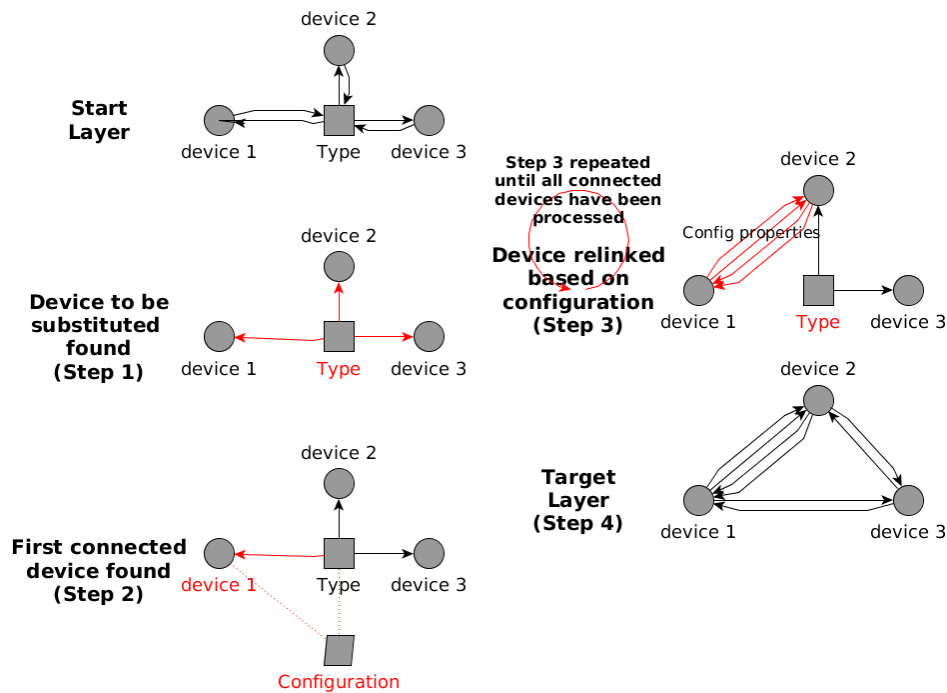 device 2
Start
Layer
device 1
Type
device 3
device 2
Device to be
substituted
found
(Step 1)
device 1
Type
device 3
device 2
First connected
device found
(Step 2)
device 1
Type
device 3
Configuration
device 2
Step 3 repeated
until all connected
devices have been
processed
Config properties
Device relinked
based on
configuration
(Step 3)
device 1
Type
device 3
device 2
Target
Layer
(Step 4)
device 1
device 3